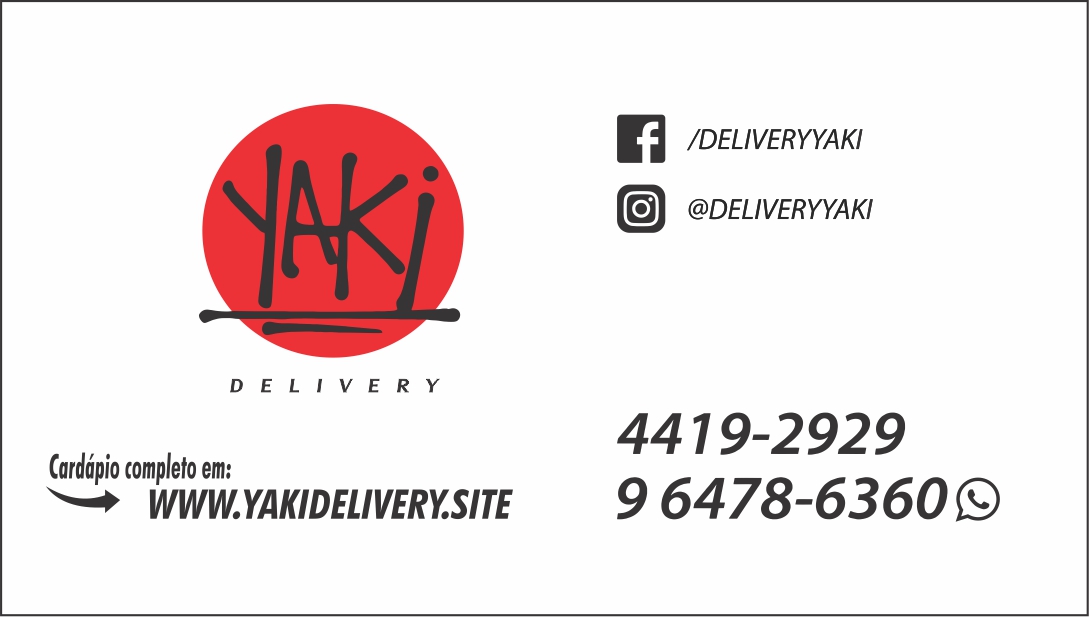 YAKi
DELIVERY
Cardápio completo em:
WWW.YAKIDELIVERY.SITE
/DELIVERYYAKI
@DELIVERYYAKI
4419-2929
9 6478-6360